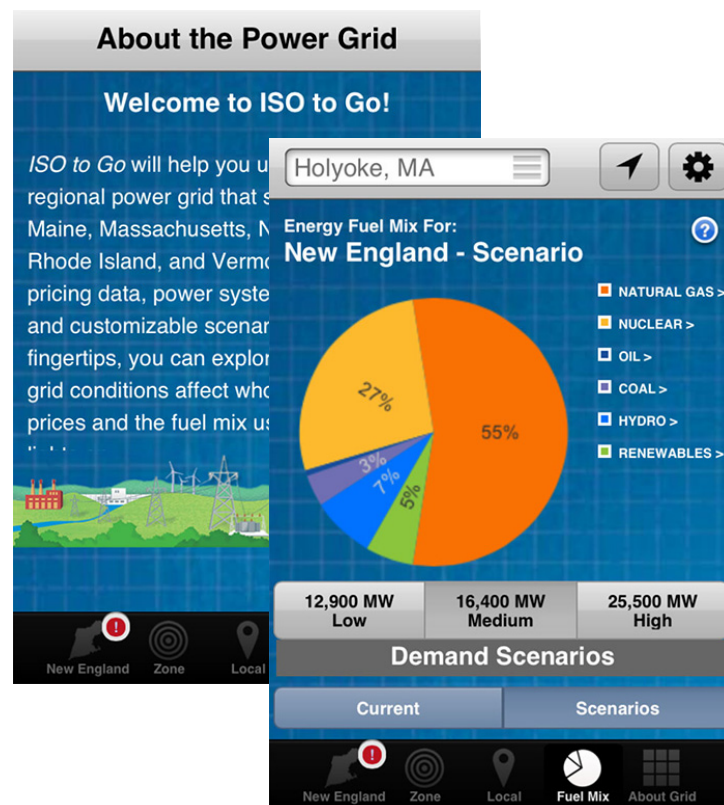 About the Power Grid
Welcome to ISO to Go!
ISO to Go will help you u
regional power grid that s
Maine, Massachusetts, N
Rhode Island, and Vermo
pricing data, power syste
and customizable scenar
fingertips, you can explor
grid conditions affect who
prices and the fuel mix us
New England
Zone
Local
Holyoke, MA
Energy Fuel Mix For:
New England - Scenario
?
NATURAL GAS >
NUCLEAR >
OIL >
COAL >
HYDRO >
RENEWABLES >
27%
55%
3%
7%
5%
12,900 MW
Low
16,400 MW
Medium
25,500 MW
High
Demand Scenarios
Current
Scenarios
New England
Zone
Local
Fuel Mix
About Grid